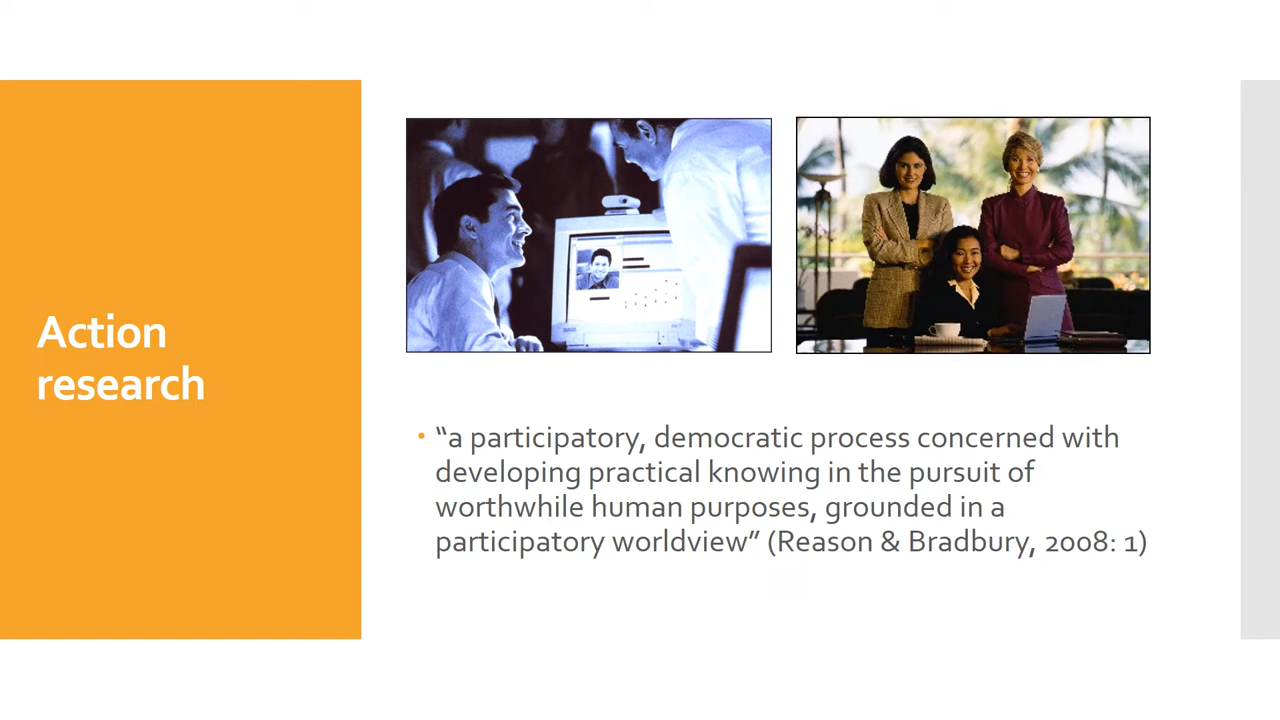 Action
research
• “a participatory, democratic process concerned with
developing practical knowing in the pursuit of
worthwhile human purposes, grounded in a
participatory worldview” (Reason & Bradbury, 2008: 1)